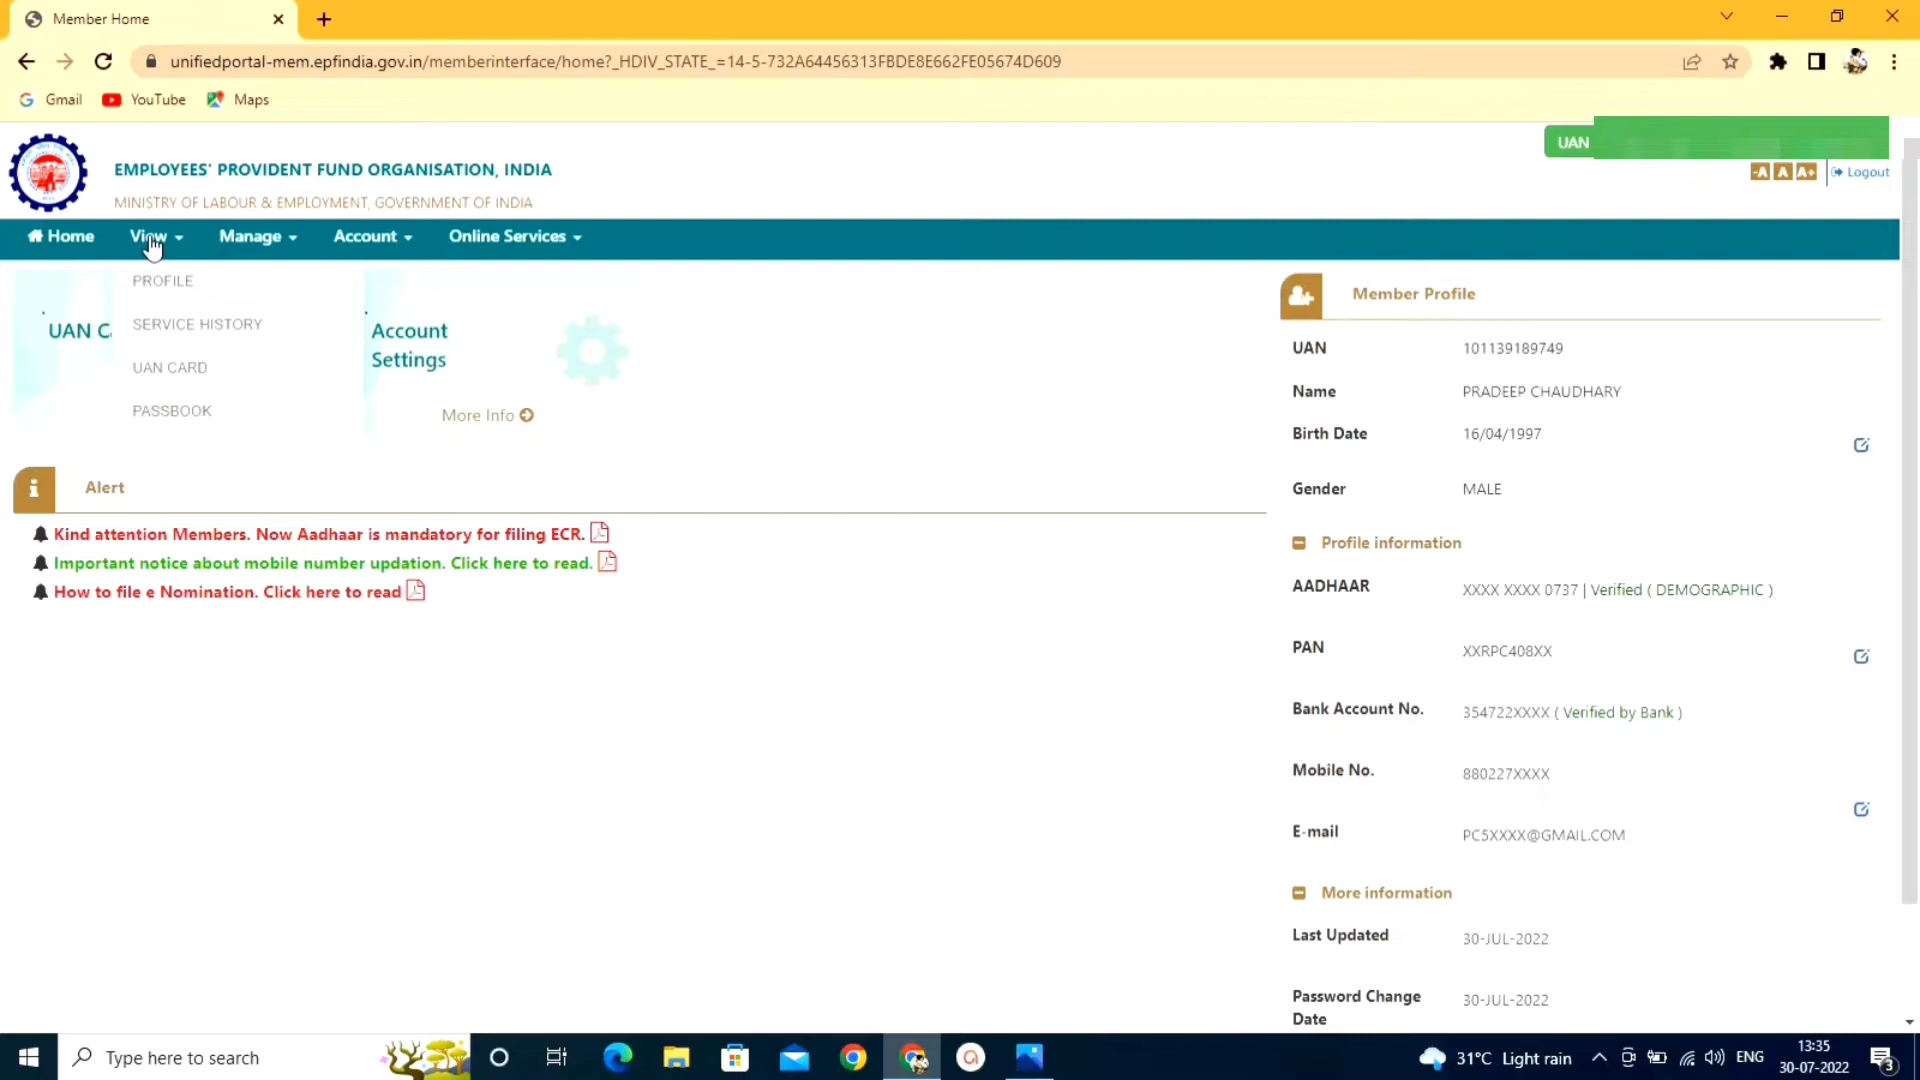 Member Home
unifiedportal-mem.epfindia.gov.in/memberinterface/home?_HDIV_STATE_=14-5-732A64456313FBDE8E662FE05674D609
Gmail YouTube Maps
UAN
EMPLOYEES' PROVIDENT FUND ORGANISATION, INDIA
-A A A+ Logout
MINISTRY OF LABOUR & EMPLOYMENT, GOVERNMENT OF INDIA
Home View Manage Account Online Services
PROFILE
SERVICE HISTORY
UAN CARD
PASSBOOK
UAN C
Account
Settings
More Info
Alert
Kind attention Members. Now Aadhaar is mandatory for filing ECR.
Important notice about mobile number updation. Click here to read.
How to file e Nomination. Click here to read
Member Profile
UAN 101139189749
Name PRADEEP CHAUDHARY
Birth Date 16/04/1997
Gender MALE
Profile information
AADHAAR XXXX XXXX 0737 | Verified ( DEMOGRAPHIC )
PAN XXRPC408XX
Bank Account No. 354722XXXX ( Verified by Bank )
Mobile No. 880227XXXX
E-mail PC5XXXX@GMAIL.COM
More information
Last Updated 30-JUL-2022
Password Change 30-JUL-2022
Date
Type here to search
31°C Light rain ENG
13:35
30-07-2022
3